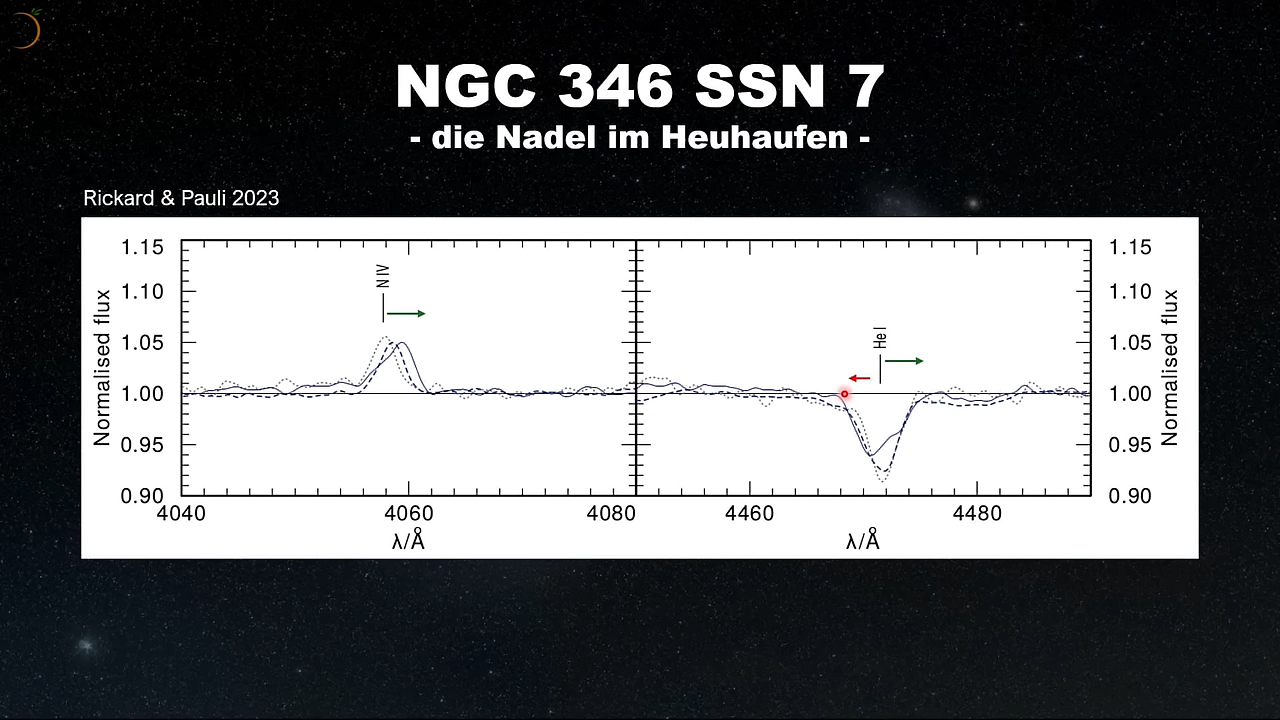 NGC 346 SSN 7
- die Nadel im Heuhaufen -
Rickard & Pauli 2023
1.15
1.10
1.05
1.00
0.95
0.90
Normalised flux
N IV
He I
1.15
1.10
1.05
1.00
0.95
0.90
Normalised flux
4040
4060
4080
4460
4480
λ/Å
λ/Å